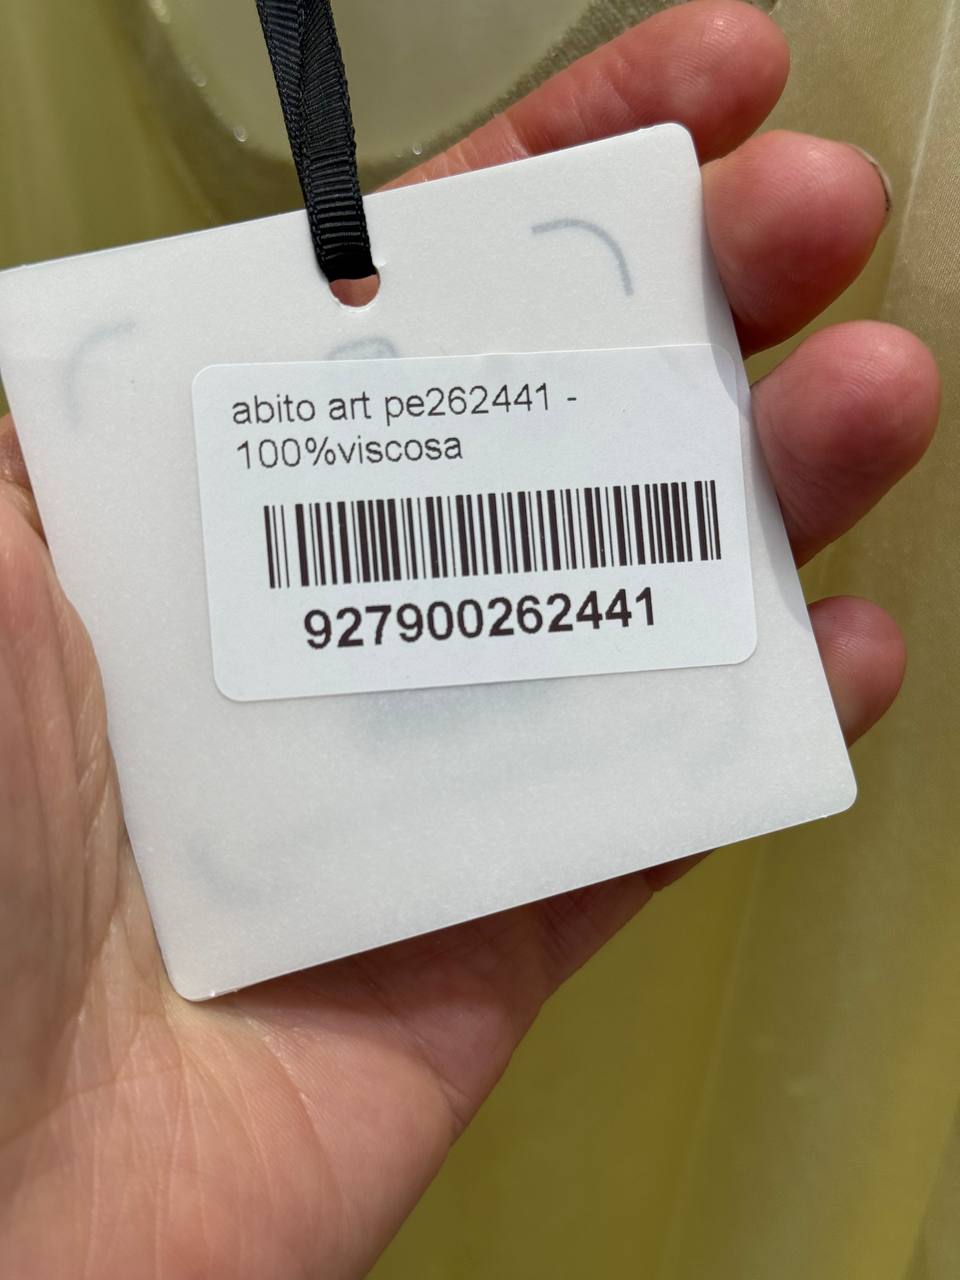 abito art pe262441 -
100%viscosa
927900262441